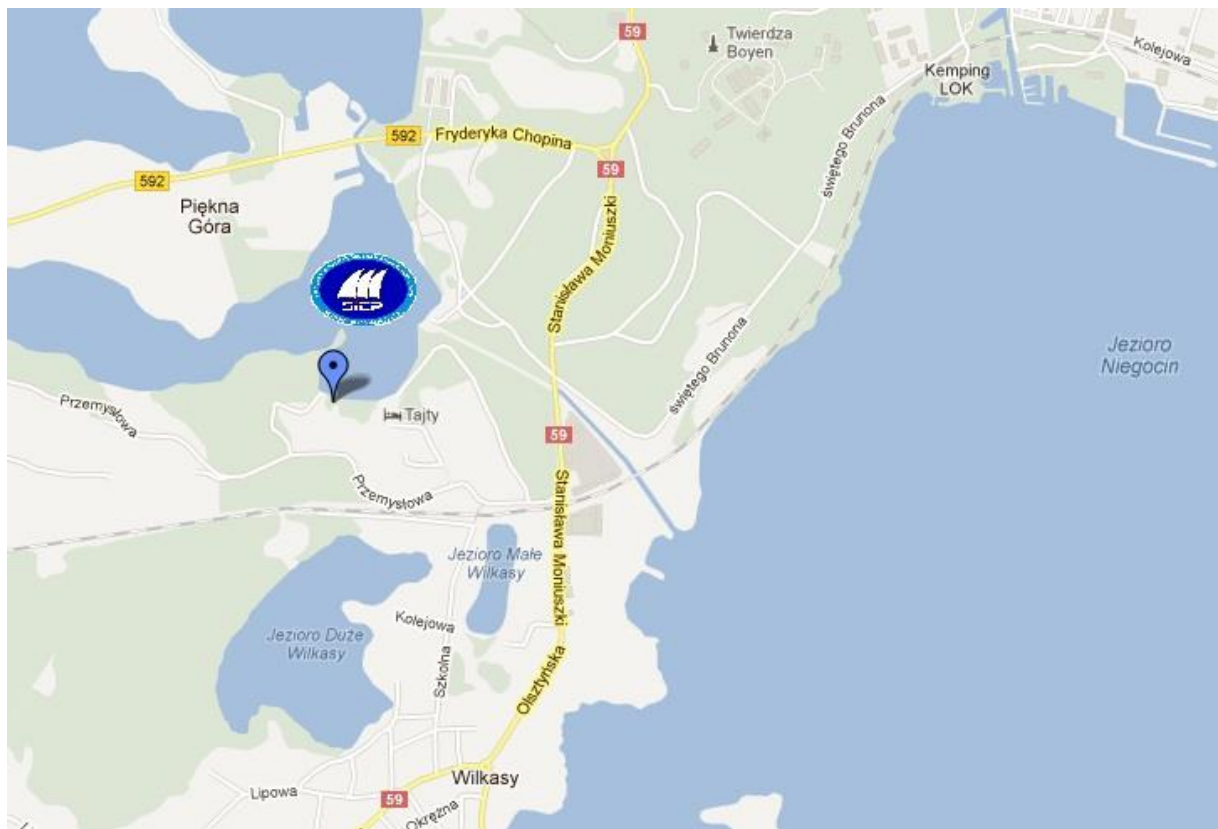 59
Twierdza
Boyen
Kolejowa
Kemping
LOK
592
Fryderyka Chopina
świętego Brunona
59
592
Piękna
Góra
Stanisława Moniuszki
SIEP
Jezioro
Niegocin
świętego Brunona
Przemysłowa
Tajty
59
Przemysłowa
Stanisława Moniuszki
Jezioro Małe
Wilkasy
Kolejowa
Jezioro Duże
Wilkasy
Szkolna
Olsztyńska
Wilkasy
Lipowa
59
Okrężna